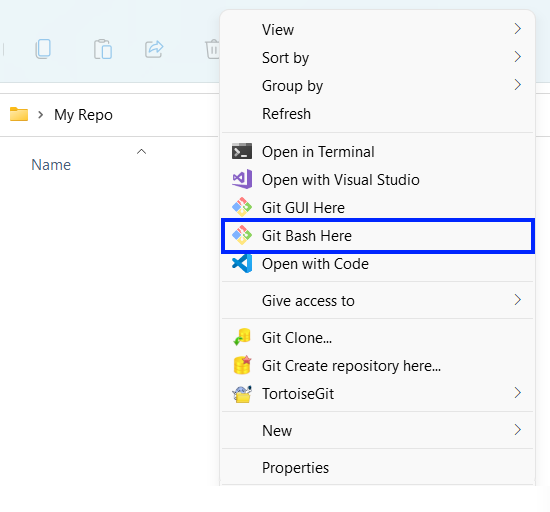 View
Sort by
Group by
Refresh
My Repo
Name
Open in Terminal
Open with Visual Studio
Git GUI Here
Git Bash Here
Open with Code
Give access to
Git Clone...
Git Create repository here...
TortoiseGit
New
Properties